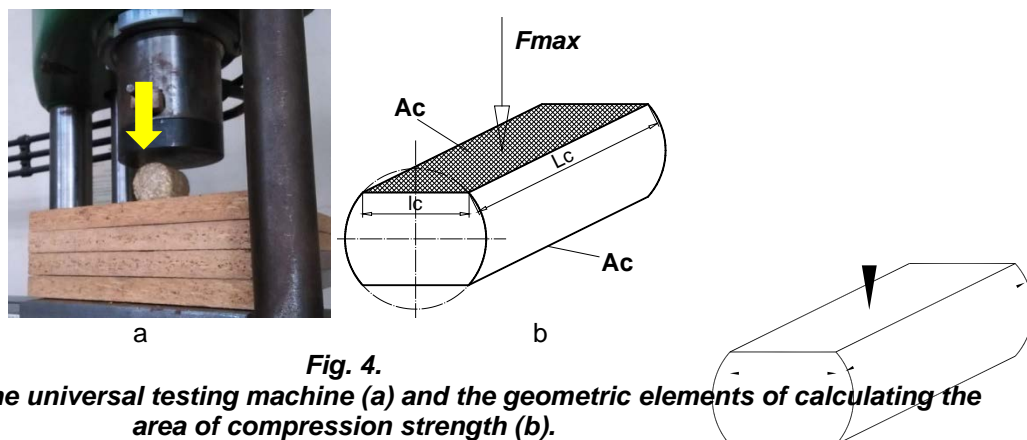 Fmax
Ac
Lc
lc
Ac
a
b
Fig. 4.
universal testing machine (a) and the geometric elements of calculating the
area of compression strength (b).